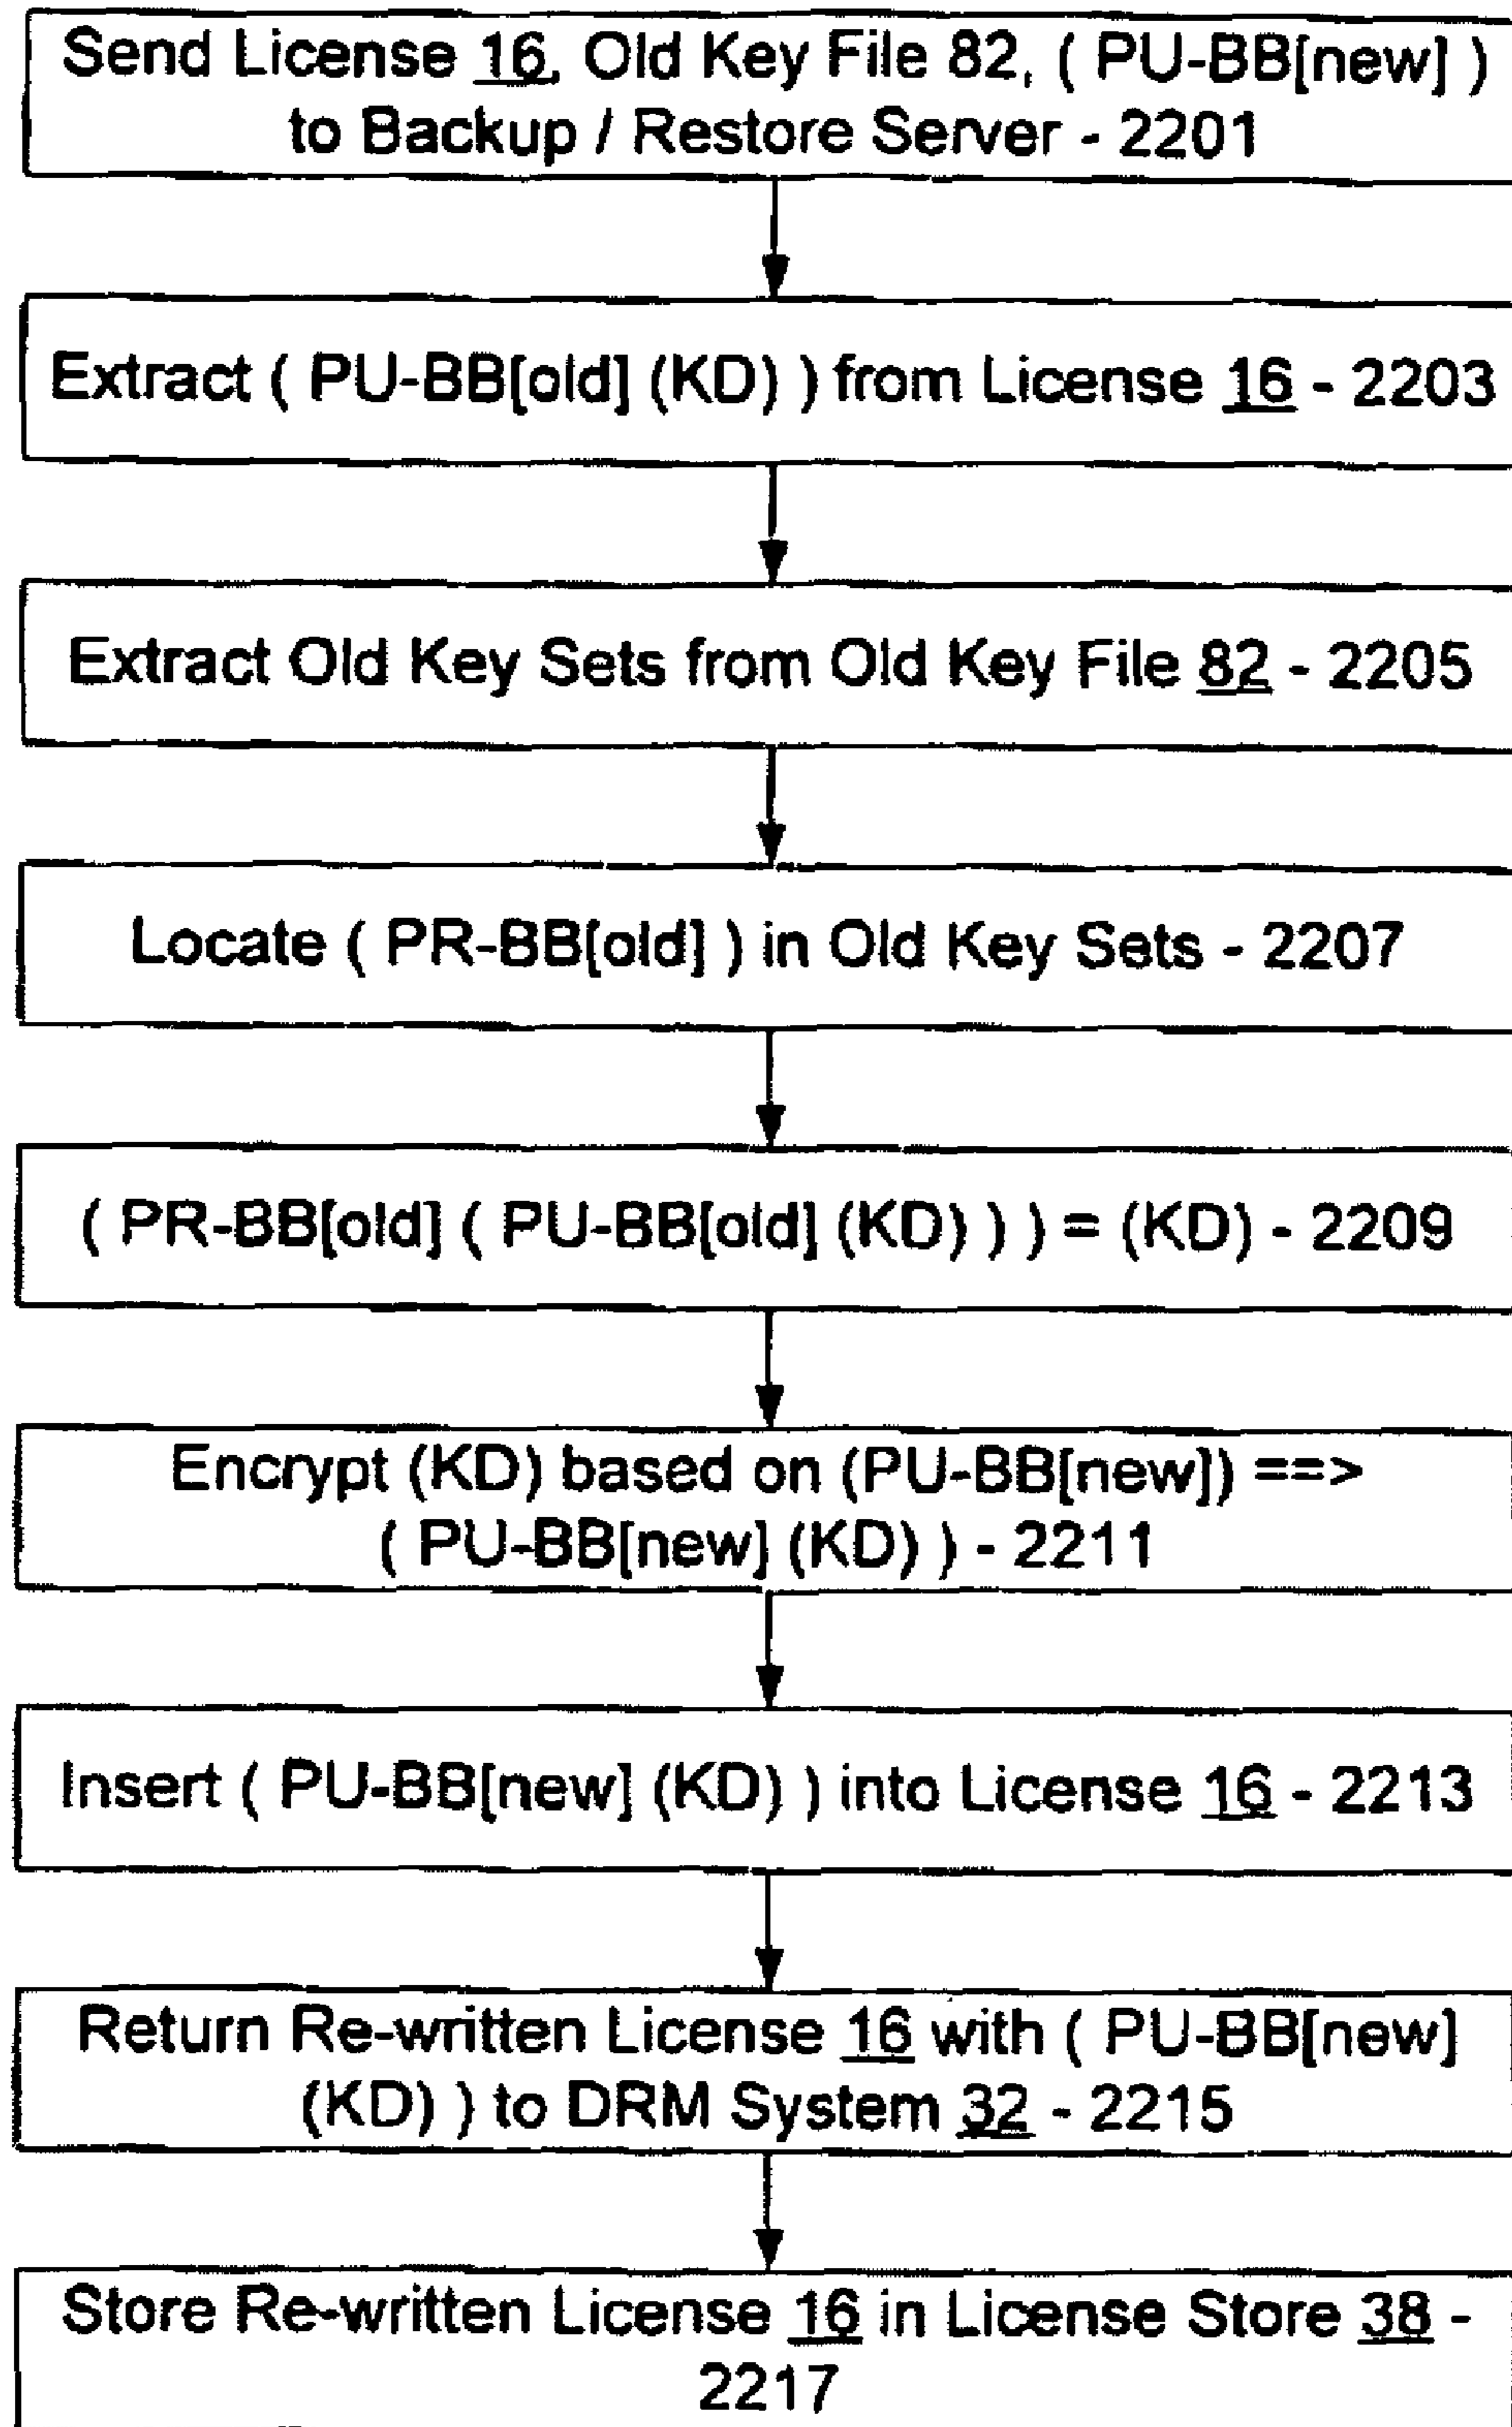 Send License 16, Old Key File 82, ( PU-BB[new] )
to Backup / Restore Server - 2201
Extract ( PU-BB[old] (KD) ) from License 16 - 2203
Extract Old Key Sets from Old Key File 82 - 2205
Locate ( PR-BB[old] ) in Old Key Sets - 2207
( PR-BB[old] ( PU-BB[old] (KD) ) ) = (KD) - 2209
Encrypt (KD) based on (PU-BB[new]) ==>
( PU-BB[new] (KD) ) - 2211
Insert ( PU-BB[new] (KD) ) into License 16 - 2213
Return Re-written License 16 with ( PU-BB[new]
(KD) ) to DRM System 32 - 2215
Store Re-written License 16 in License Store 38 -
2217